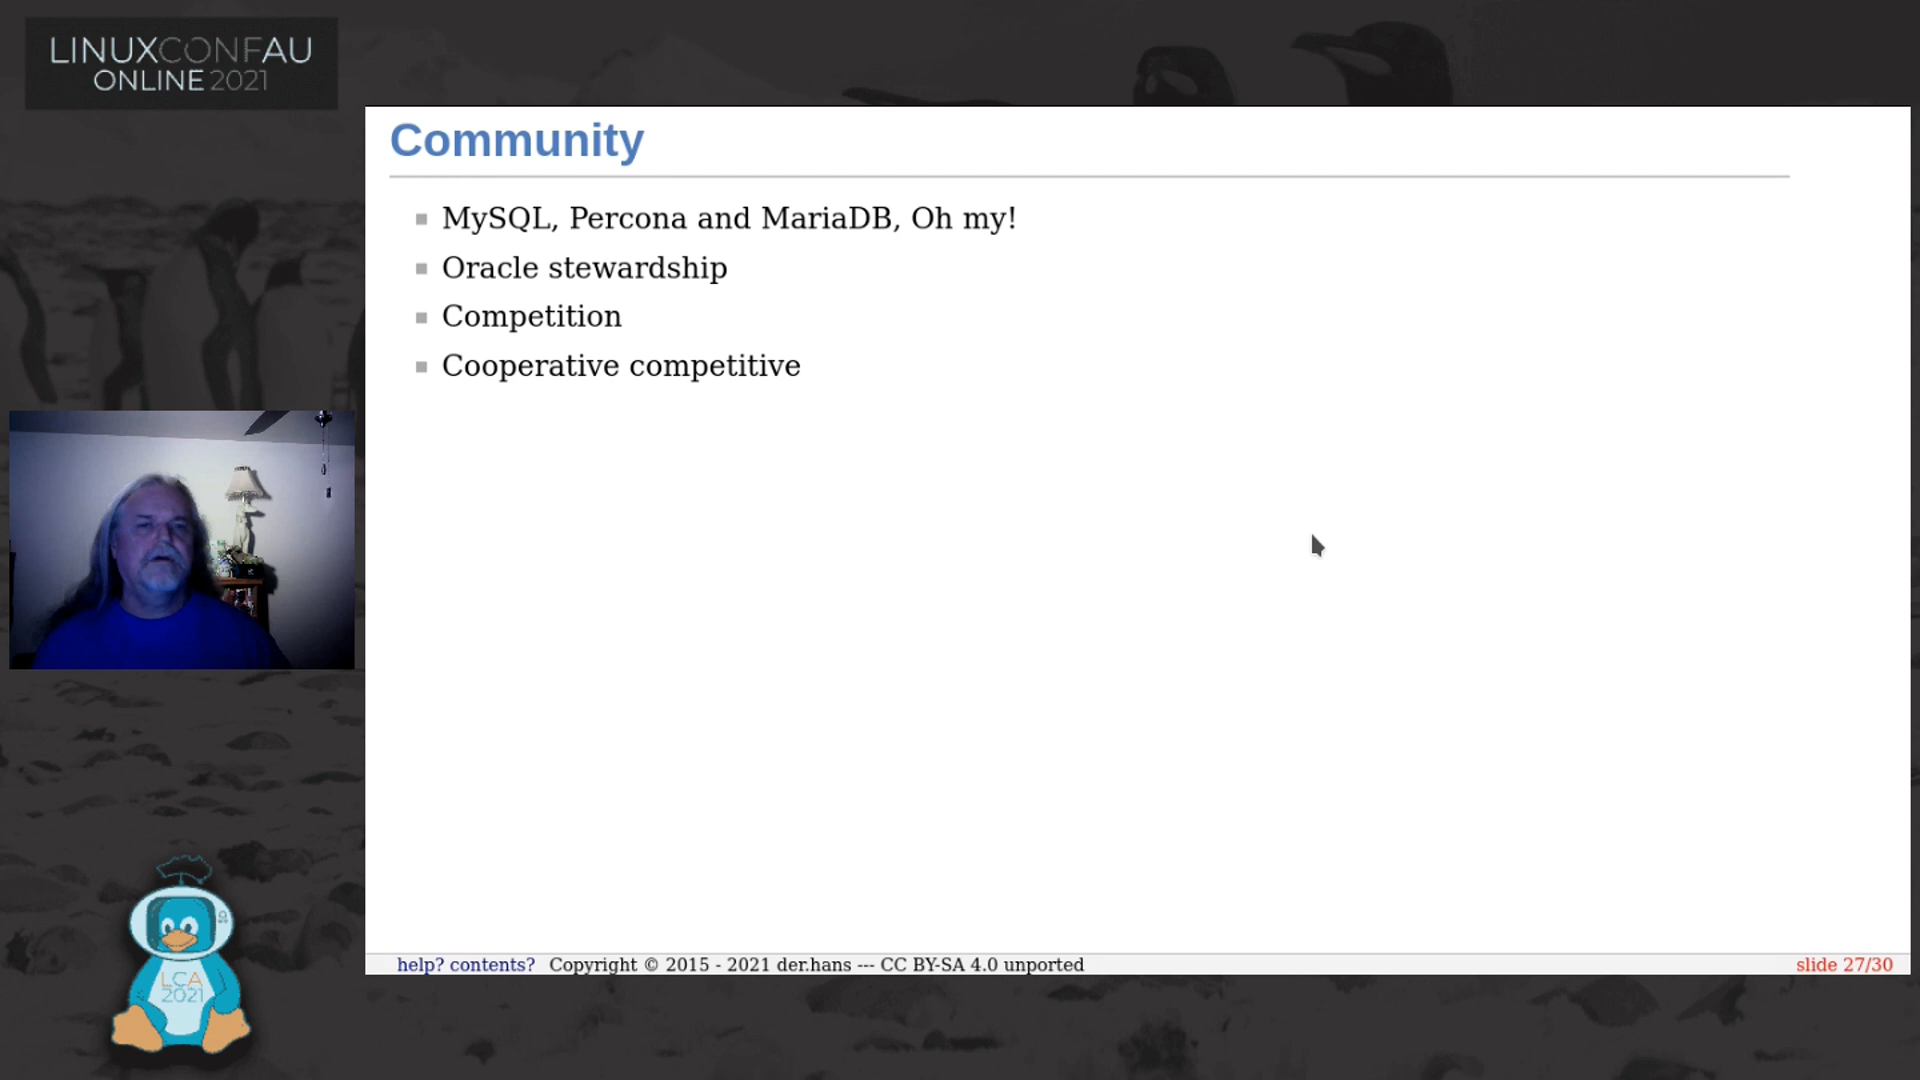 LINUXCONFAU
ONLINE 2021
Community
MySQL, Percona and MariaDB, Oh my!
Oracle stewardship
Competition
Cooperative competitive
LCA
2021
help? contents? Copyright © 2015 - 2021 der.hans --- CC BY-SA 4.0 unported
slide 27/30